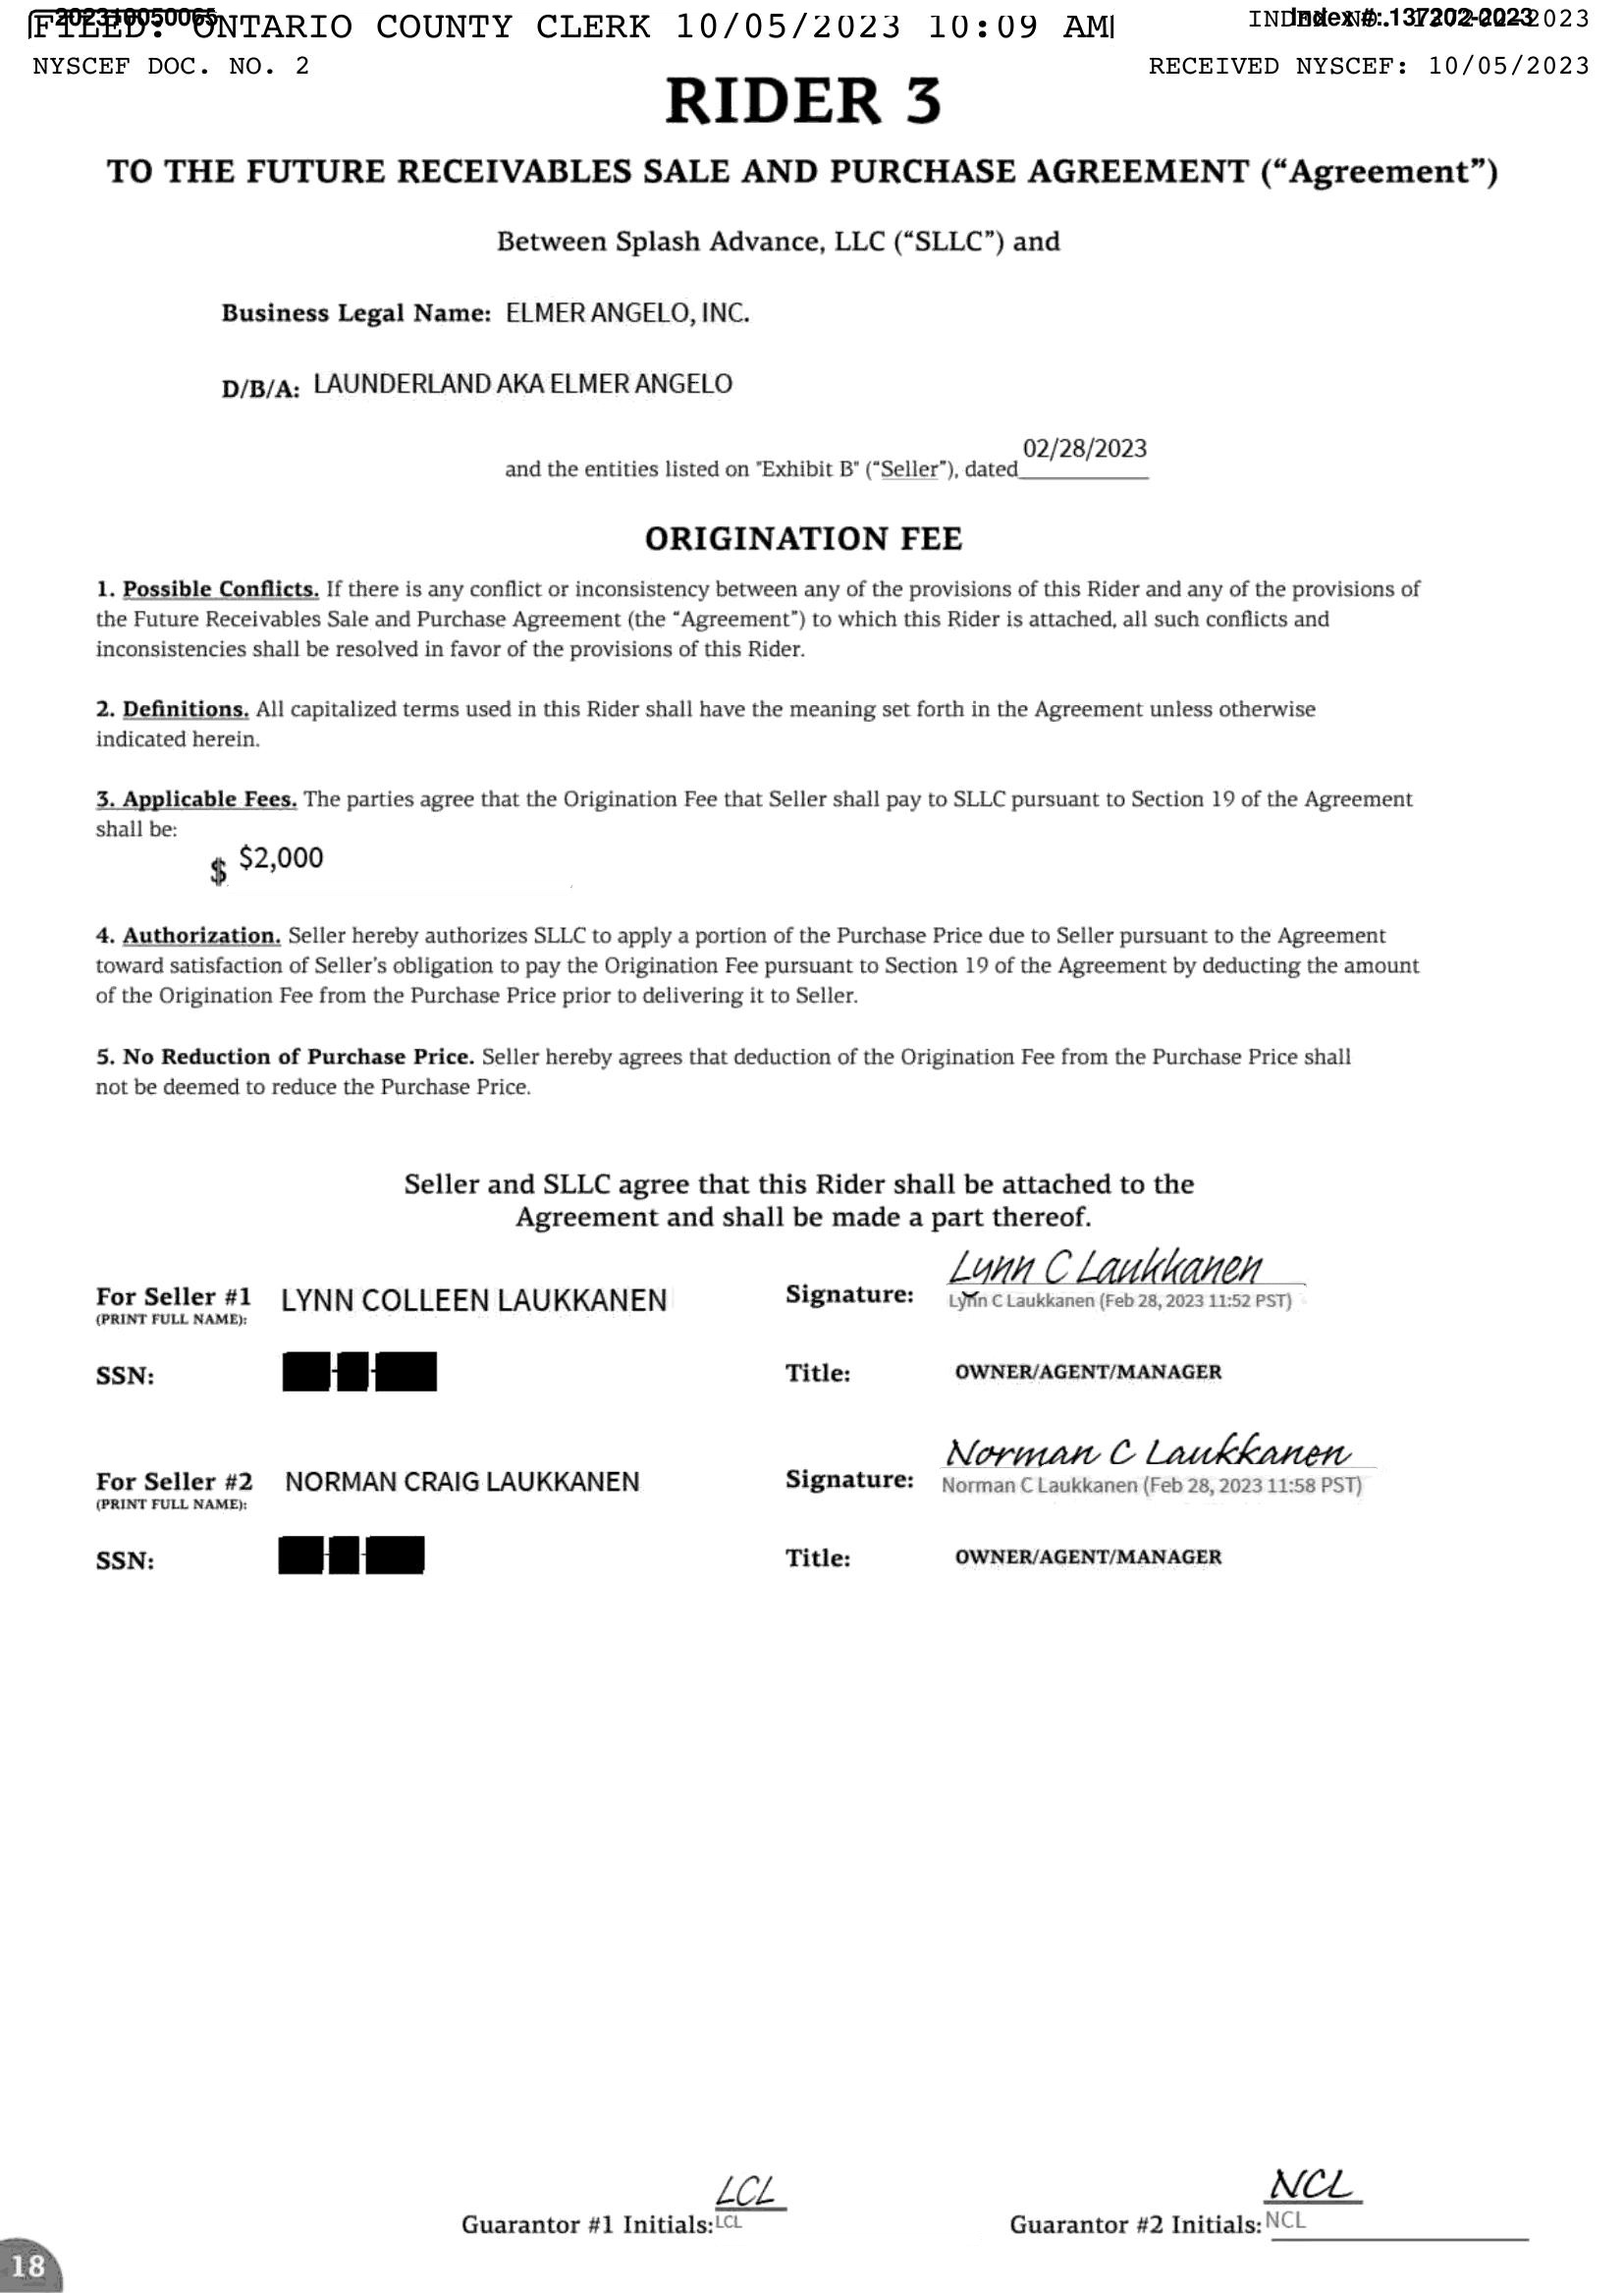 FILED: ONTARIO COUNTY CLERK 10/05/2023 10:09 AM
202310050065
Index #: 137202-2023
NYSCEF DOC. NO. 2
RECEIVED NYSCEF: 10/05/2023
RIDER 3
TO THE FUTURE RECEIVABLES SALE AND PURCHASE AGREEMENT (“Agreement”)
Between Splash Advance, LLC (“SLLC”) and
Business Legal Name: ELMER ANGELO, INC.
D/B/A: LAUNDERLAND AKA ELMER ANGELO
and the entities listed on "Exhibit B" (“Seller”), dated 02/28/2023
ORIGINATION FEE
1. Possible Conflicts. If there is any conflict or inconsistency between any of the provisions of this Rider and any of the provisions of
the Future Receivables Sale and Purchase Agreement (the “Agreement”) to which this Rider is attached, all such conflicts and
inconsistencies shall be resolved in favor of the provisions of this Rider.
2. Definitions. All capitalized terms used in this Rider shall have the meaning set forth in the Agreement unless otherwise
indicated herein.
3. Applicable Fees. The parties agree that the Origination Fee that Seller shall pay to SLLC pursuant to Section 19 of the Agreement
shall be:
$ $2,000
4. Authorization. Seller hereby authorizes SLLC to apply a portion of the Purchase Price due to Seller pursuant to the Agreement
toward satisfaction of Seller's obligation to pay the Origination Fee pursuant to Section 19 of the Agreement by deducting the amount
of the Origination Fee from the Purchase Price prior to delivering it to Seller.
5. No Reduction of Purchase Price. Seller hereby agrees that deduction of the Origination Fee from the Purchase Price shall
not be deemed to reduce the Purchase Price.
Seller and SLLC agree that this Rider shall be attached to the
Agreement and shall be made a part thereof.
For Seller #1 LYNN COLLEEN LAUKKANEN Signature: Lynn C Laukkanen
(PRINT FULL NAME): Lynn C Laukkanen (Feb 28, 2023 11:52 PST)
SSN: Title: OWNER/AGENT/MANAGER
For Seller #2 NORMAN CRAIG LAUKKANEN Signature: Norman C Laukkanen
(PRINT FULL NAME): Norman C Laukkanen (Feb 28, 2023 11:58 PST)
SSN: Title: OWNER/AGENT/MANAGER
LCL NCL
Guarantor #1 Initials: LCL Guarantor #2 Initials: NCL
18